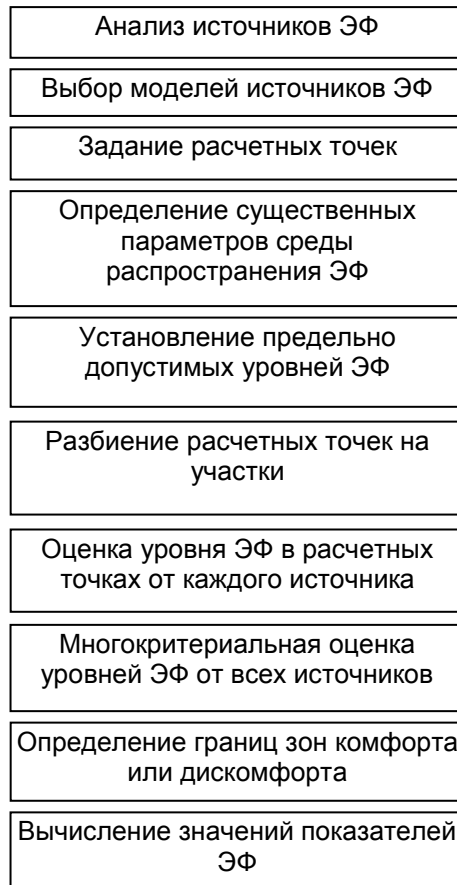 Анализ источников ЭФ
Выбор моделей источников ЭФ
Задание расчетных точек
Определение существенных
параметров среды
распространения ЭФ
Установление предельно
допустимых уровней ЭФ
Разбиение расчетных точек на
участки
Оценка уровня ЭФ в расчетных
точках от каждого источника
Многокритериальная оценка
уровней ЭФ от всех источников
Определение границ зон комфорта
или дискомфорта
Вычисление значений показателей
ЭФ